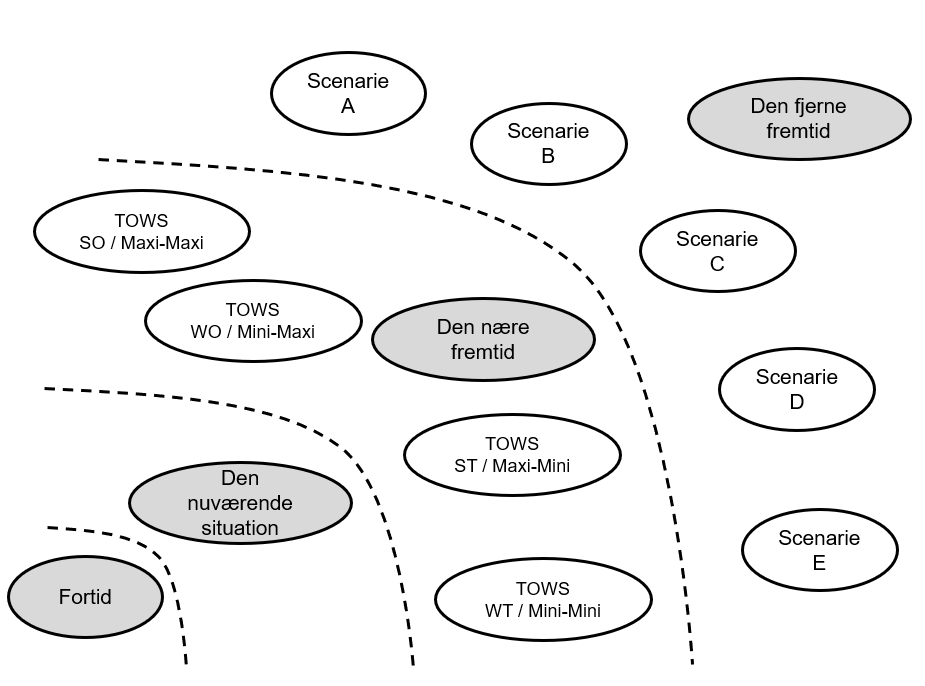 Scenarie
A
Scenarie
B
Den fjerne
fremtid
TOWS
SO / Maxi-Maxi
Scenarie
C
TOWS
WO / Mini-Maxi
Den nære
fremtid
Scenarie
D
TOWS
ST / Maxi-Mini
Den
nuværende
situation
Scenarie
E
Fortid
TOWS
WT / Mini-Mini